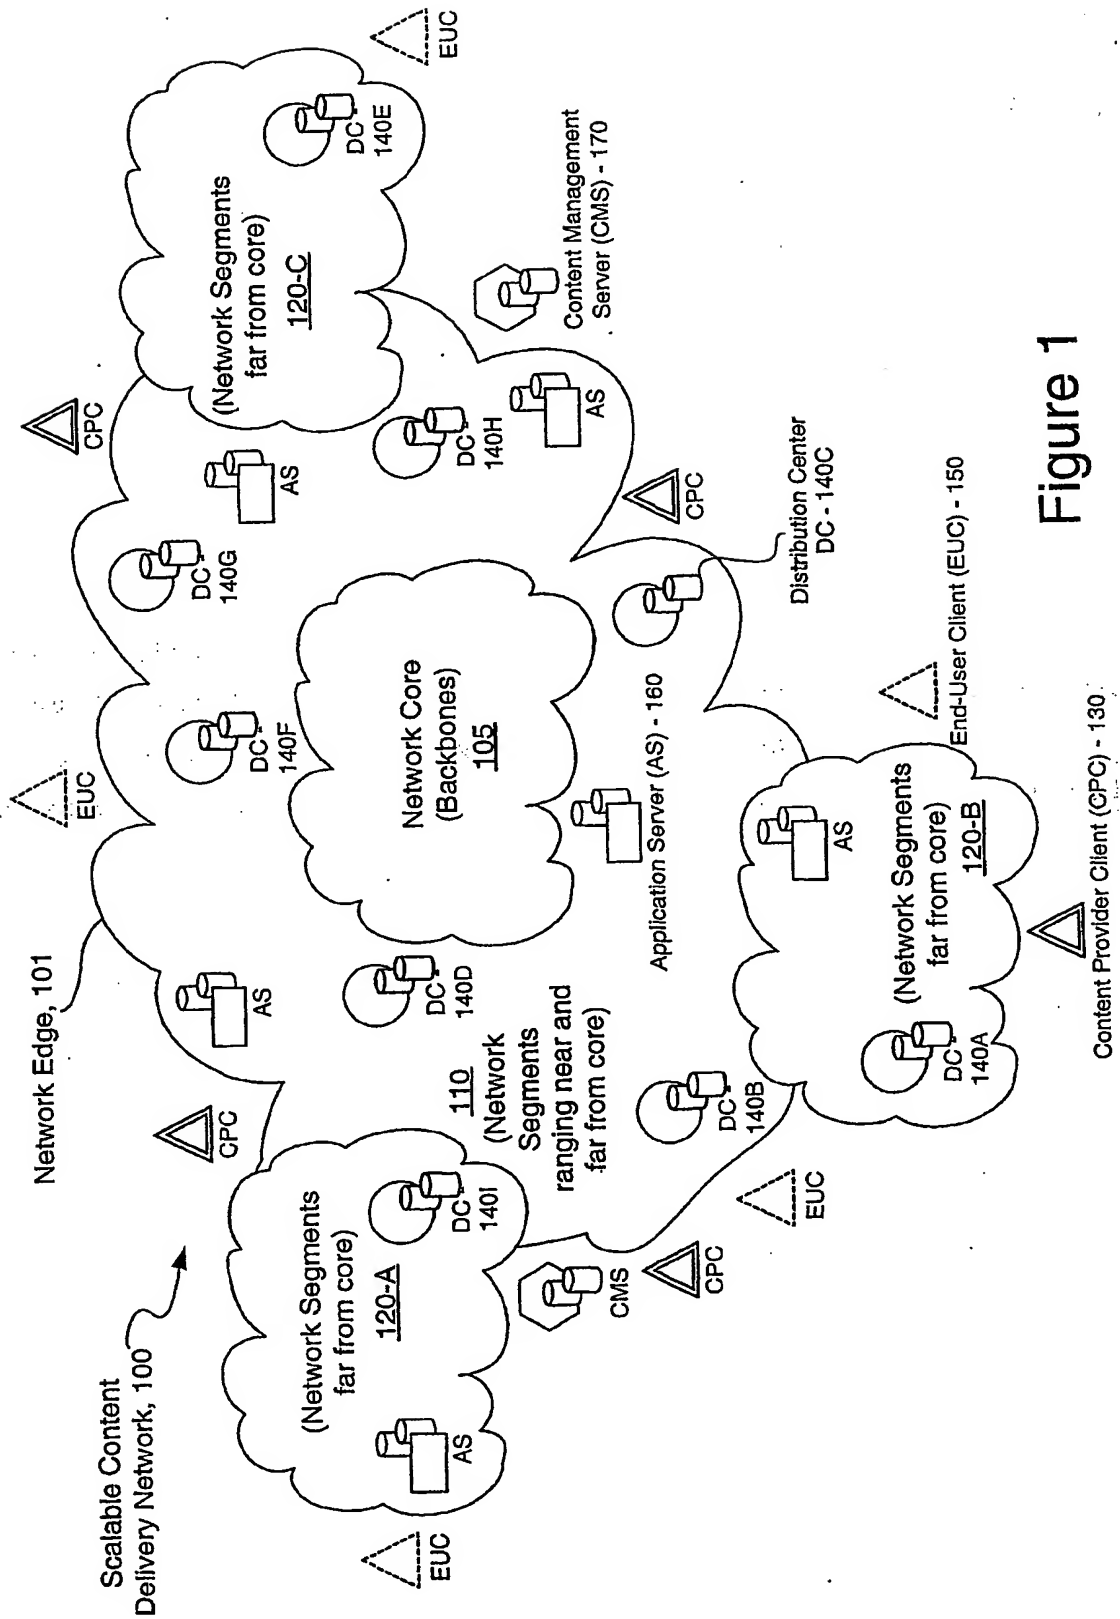 Scalable Content
Delivery Network, 100
Network Edge, 101
EUC
CPC
EUC
CPC
EUC
AS
DC
140F
DC
140G
AS
(Network Segments
far from core)
120-C
DC
140E
(Network Segments
far from core)
120-A
AS
DC
140I
EUC
110
(Network
Segments
ranging near and
far from core)
DC
140D
Network Core
(Backbones)
105
DC
140H
AS
Content Management
Server (CMS) - 170
CMS
CPC
DC
140B
Application Server (AS) - 160
CPC
Distribution Center
DC - 140C
EUC
AS
(Network Segments
far from core)
120-B
DC
140A
End-User Client (EUC) - 150
Content Provider Client (CPC) - 130
Figure 1